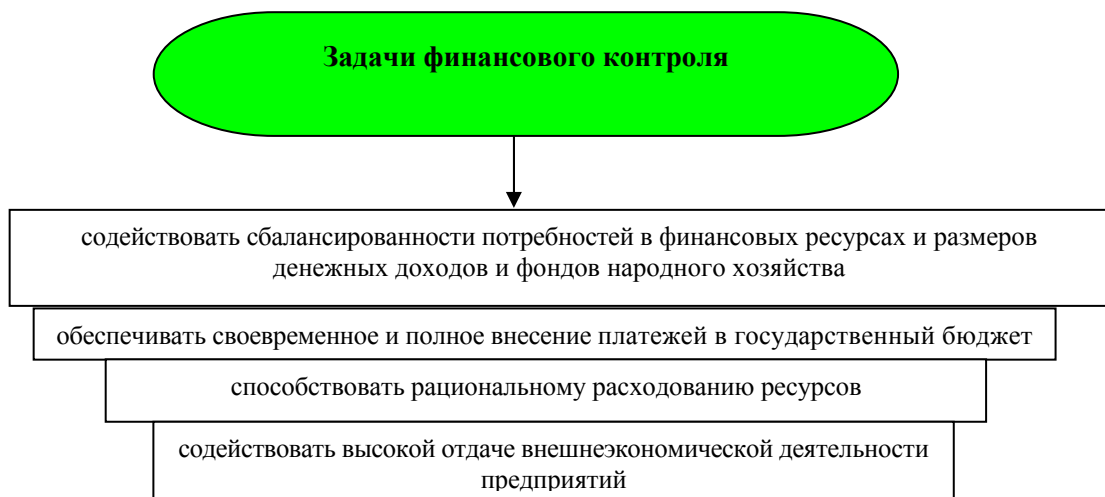 Задачи финансового контроля
содействовать сбалансированности потребностей в финансовых ресурсах и размеров
денежных доходов и фондов народного хозяйства
обеспечивать своевременное и полное внесение платежей в государственный бюджет
способствовать рациональному расходованию ресурсов
содействовать высокой отдаче внешнеэкономической деятельности
предприятий